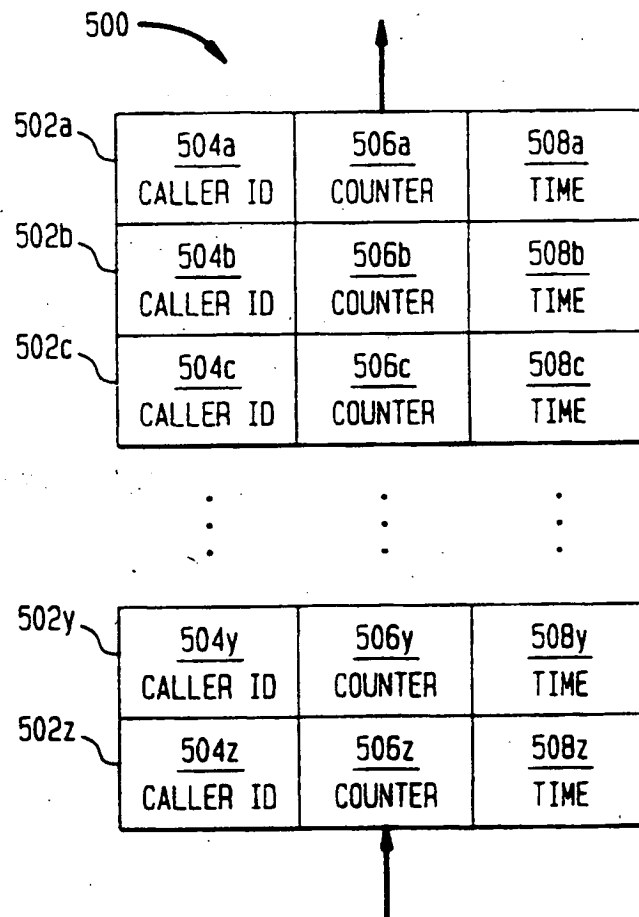 500
502a
504a 506a 508a
CALLER ID COUNTER TIME
502b
504b 506b 508b
CALLER ID COUNTER TIME
502c
504c 506c 508c
CALLER ID COUNTER TIME
502y
504y 506y 508y
CALLER ID COUNTER TIME
502z
504z 506z 508z
CALLER ID COUNTER TIME